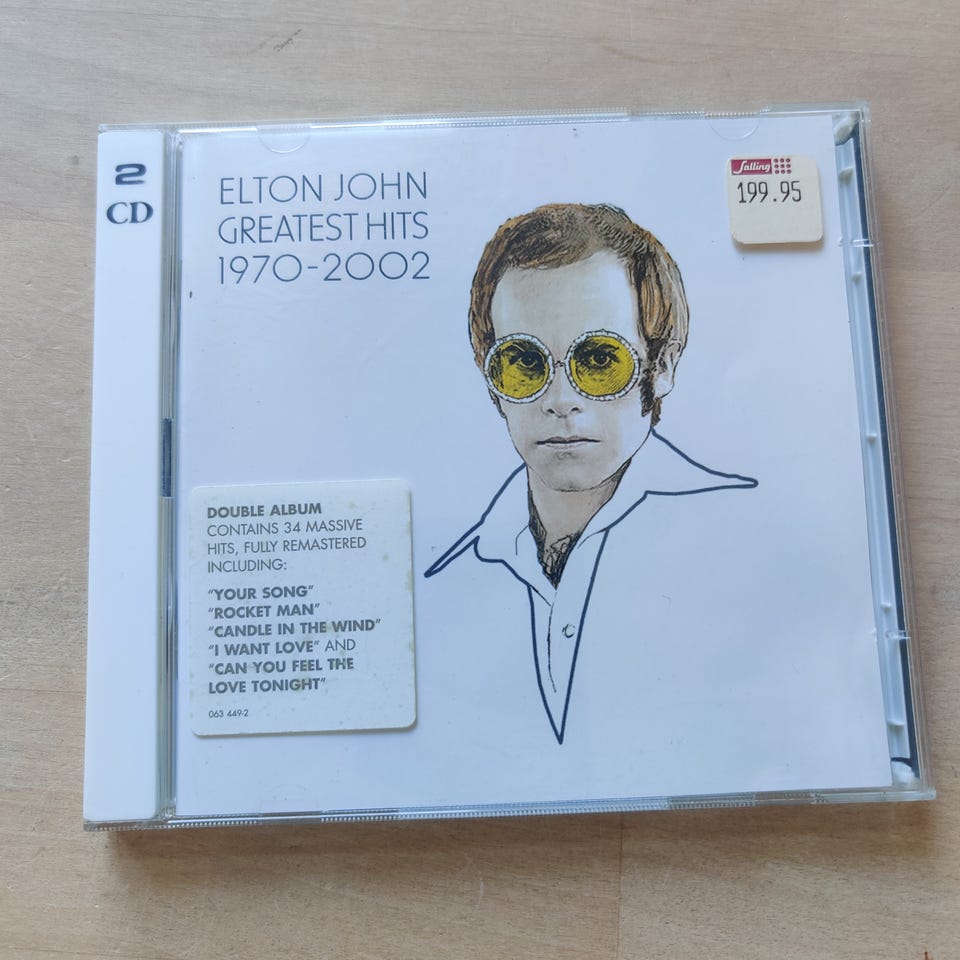 2
CD
ELTON JOHN
GREATEST HITS
1970-2002
Salling
199.95
DOUBLE ALBUM
CONTAINS 34 MASSIVE
HITS, FULLY REMASTERED
INCLUDING:
"YOUR SONG"
"ROCKET MAN"
"CANDLE IN THE WIND"
"I WANT LOVE" AND
"CAN YOU FEEL THE
LOVE TONIGHT"
063 449-2